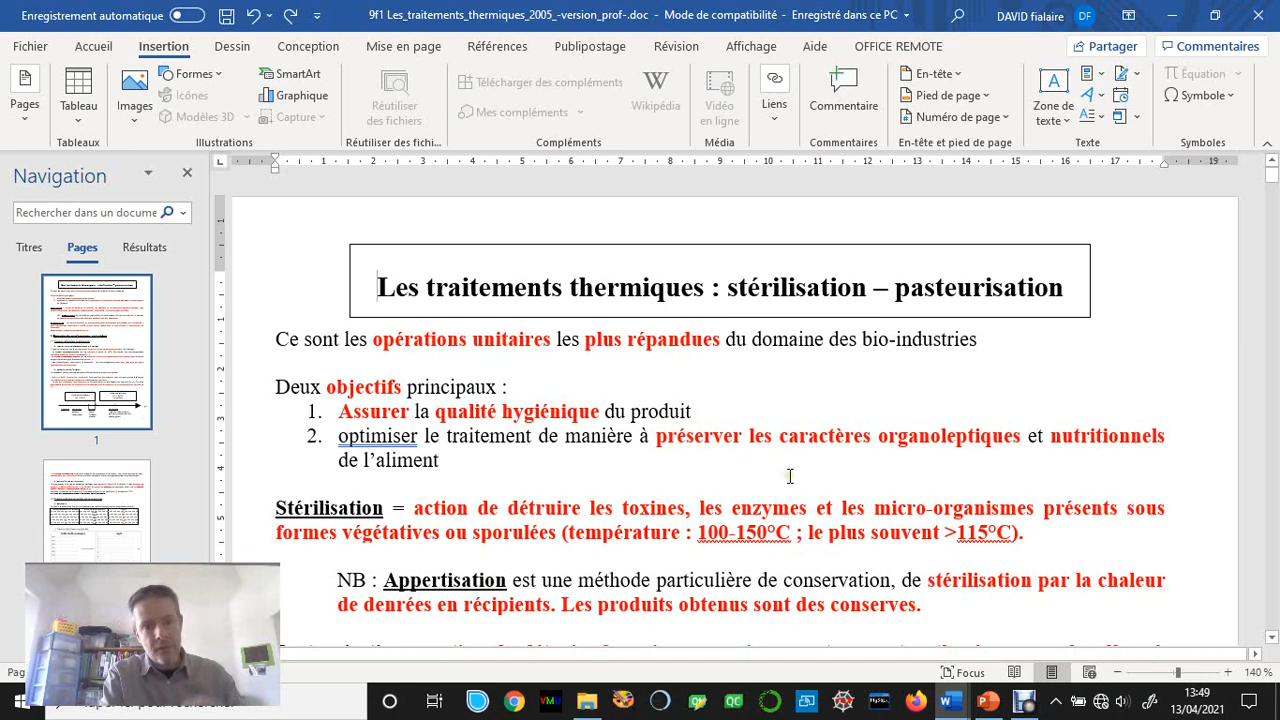 Enregistrement automatique
9f1 Les_traitements_thermiques_2005_-version_prof-.doc - Mode de compatibilité - Enregistré dans ce PC
DAVID fialaire DF
Fichier Accueil Insertion Dessin Conception Mise en page Références Publipostage Révision Affichage Aide OFFICE REMOTE Partager Commentaires
Pages
Tableau
Tableaux
Images
Formes
Icônes
Modèles 3D
SmartArt
Graphique
Capture
Illustrations
Réutiliser
des fichiers
Réutiliser des fichi...
Télécharger des compléments
Mes compléments
Wikipédia
Compléments
Vidéo
en ligne
Média
Liens
Commentaire
Commentaires
En-tête
Pied de page
Numéro de page
En-tête et pied de page
Zone de
texte
Texte
Équation
Symbole
Symboles
Navigation
Rechercher dans un docume
Titres Pages Résultats
1
Les traitements thermiques : stérilisation – pasteurisation
Ce sont les opérations unitaires les plus répandues du domaine des bio-industries
Deux objectifs principaux :
1. Assurer la qualité hygiénique du produit
2. optimiser le traitement de manière à préserver les caractères organoleptiques et nutritionnels
de l’aliment
Stérilisation = action de détruire les toxines, les enzymes et les micro-organismes présents sous
formes végétatives ou sporulées (température : 100-150°C ; le plus souvent >115°C).
NB : Appertisation est une méthode particulière de conservation, de stérilisation par la chaleur
de denrées en récipients. Les produits obtenus sont des conserves.
Focus
140 %
13:49
13/04/2021